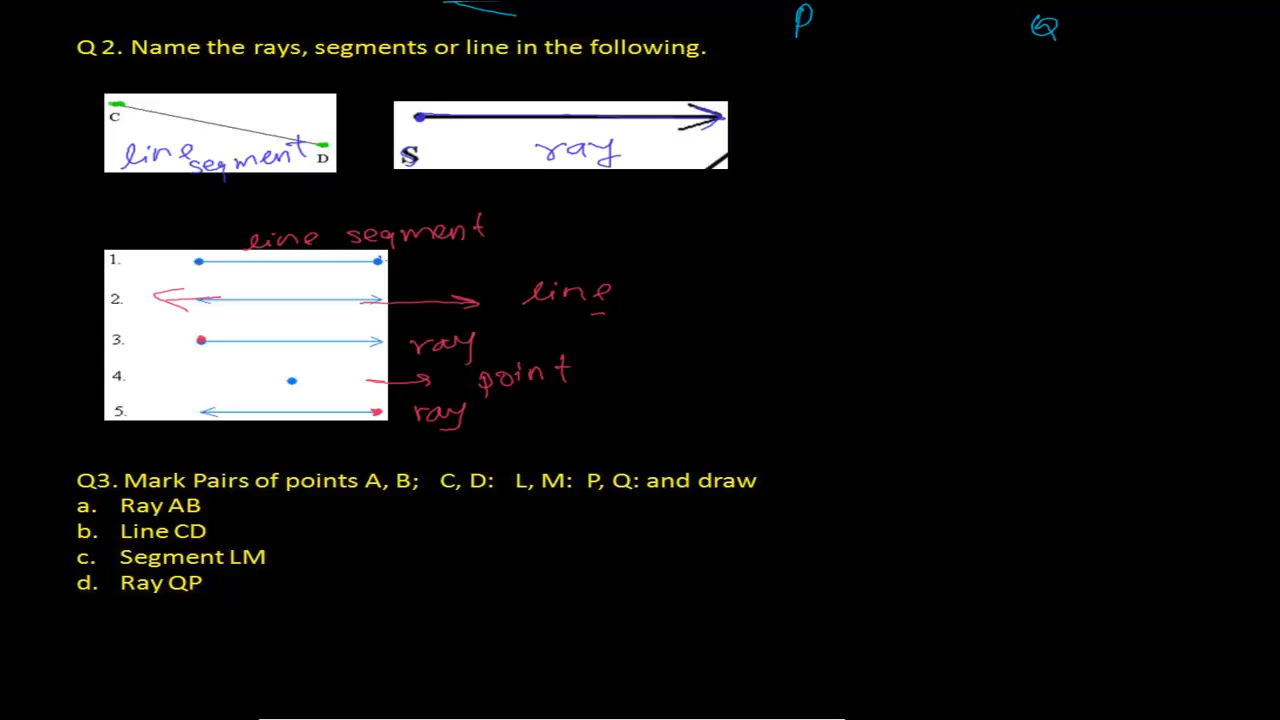 P Q
Q 2. Name the rays, segments or line in the following.
C
line segment D
S ray
line segment
1.
2. line
3. ray
4. point
5. ray
Q3. Mark Pairs of points A, B; C, D: L, M: P, Q: and draw
a. Ray AB
b. Line CD
c. Segment LM
d. Ray QP